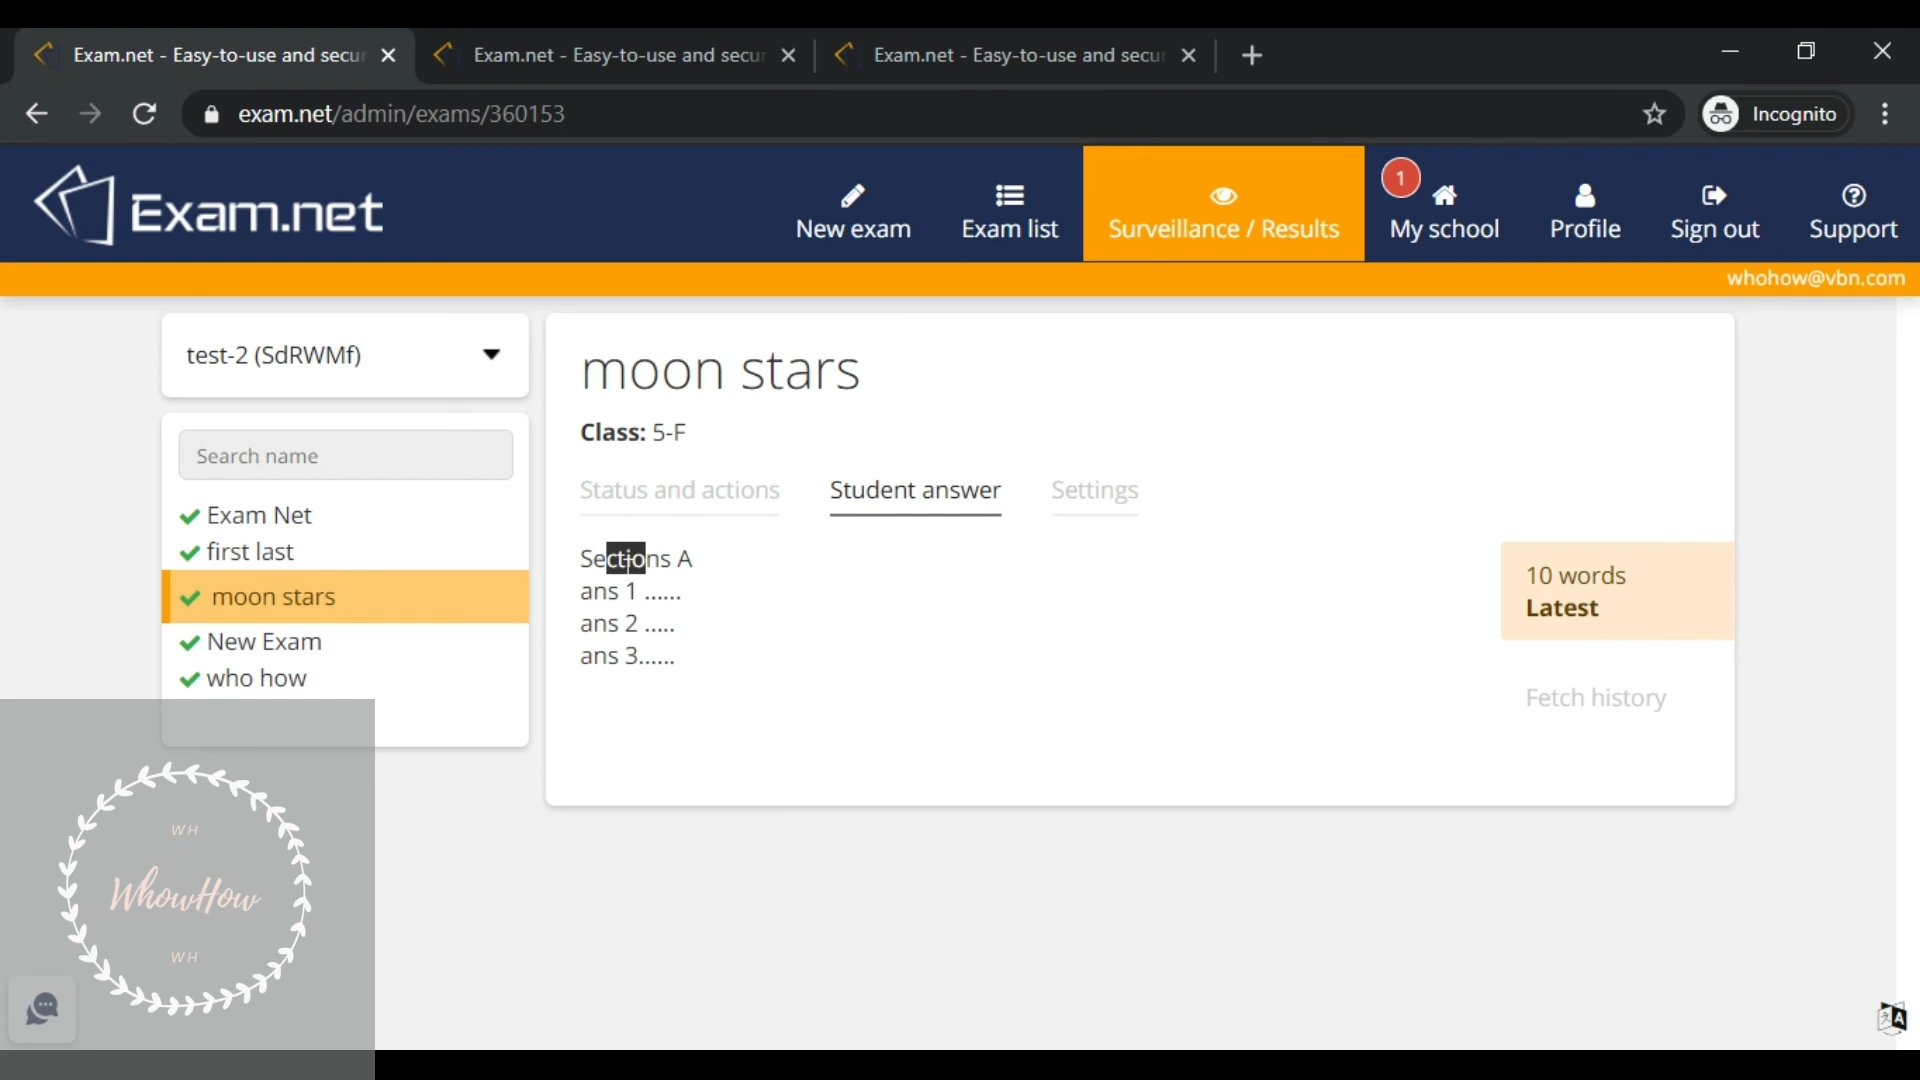 Exam.net - Easy-to-use and secur
Exam.net - Easy-to-use and secur
Exam.net - Easy-to-use and secur
exam.net/admin/exams/360153
Incognito
Exam.net
New exam
Exam list
Surveillance / Results
1
My school
Profile
Sign out
Support
whohow@vbn.com
test-2 (SdRWMf)
Search name
Exam Net
first last
moon stars
New Exam
who how
moon stars
Class: 5-F
Status and actions
Student answer
Settings
Sections A
ans 1 ......
ans 2 .....
ans 3......
10 words
Latest
Fetch history
WH
WhowHow
WH